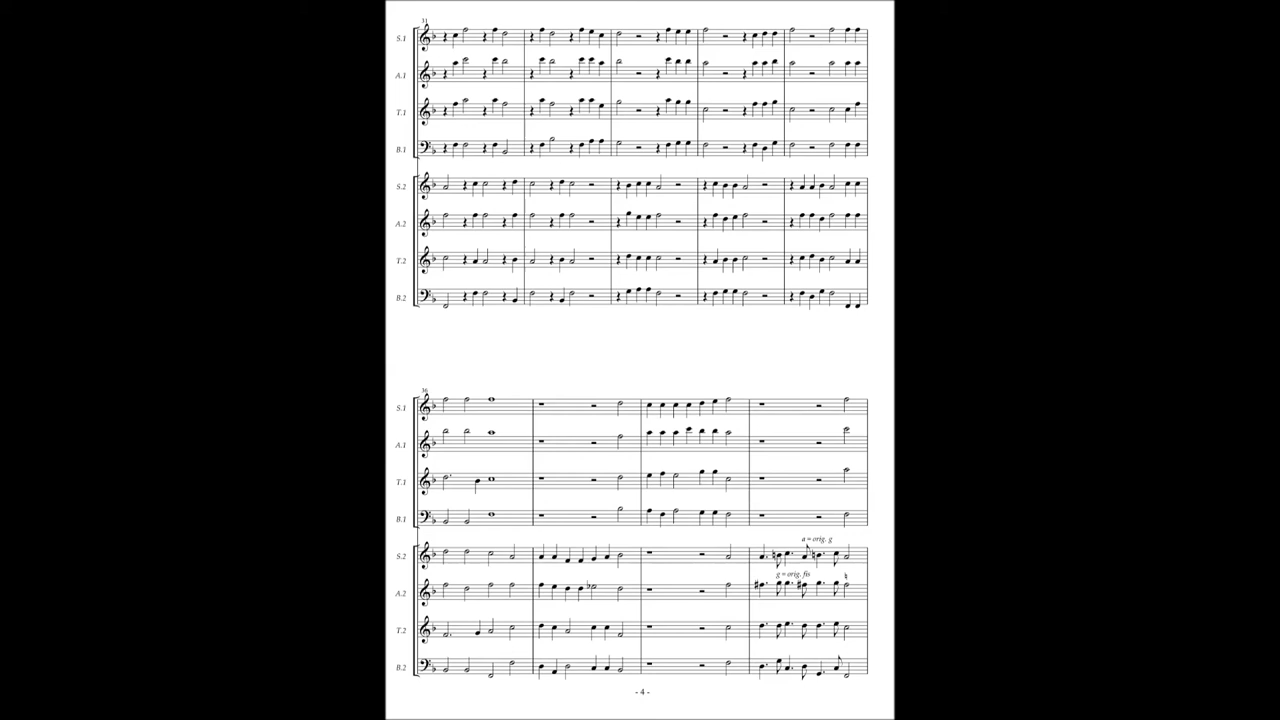 31
S.1
A.1
T.1
B.1
S.2
A.2
T.2
B.2
36
S.1
A.1
T.1
B.1
a = orig. g
S.2
g = orig. fis
A.2
T.2
B.2
- 4 -